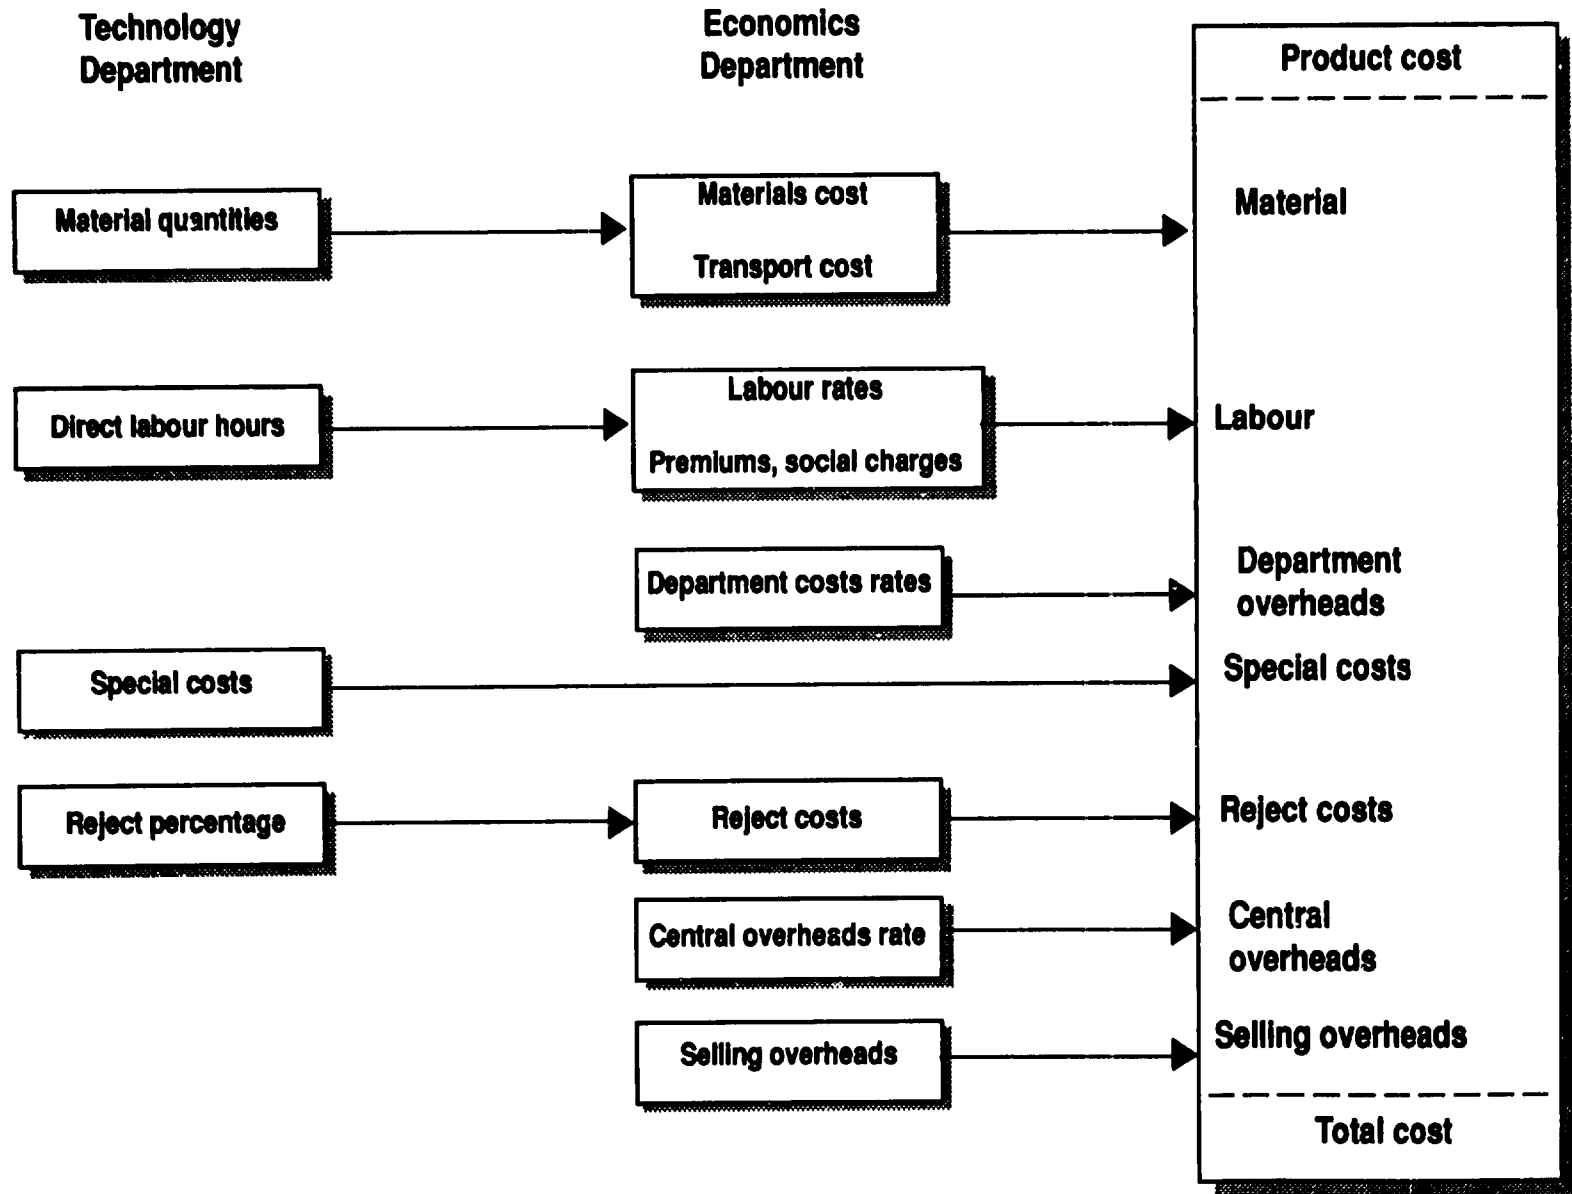 Technology
Department
Economics
Department
Product cost
Material quantities
Materials cost
Transport cost
Material
Direct labour hours
Labour rates
Premiums, social charges
Labour
Department costs rates
Department
overheads
Special costs
Special costs
Reject percentage
Reject costs
Reject costs
Central overheads rate
Central
overheads
Selling overheads
Selling overheads
Total cost